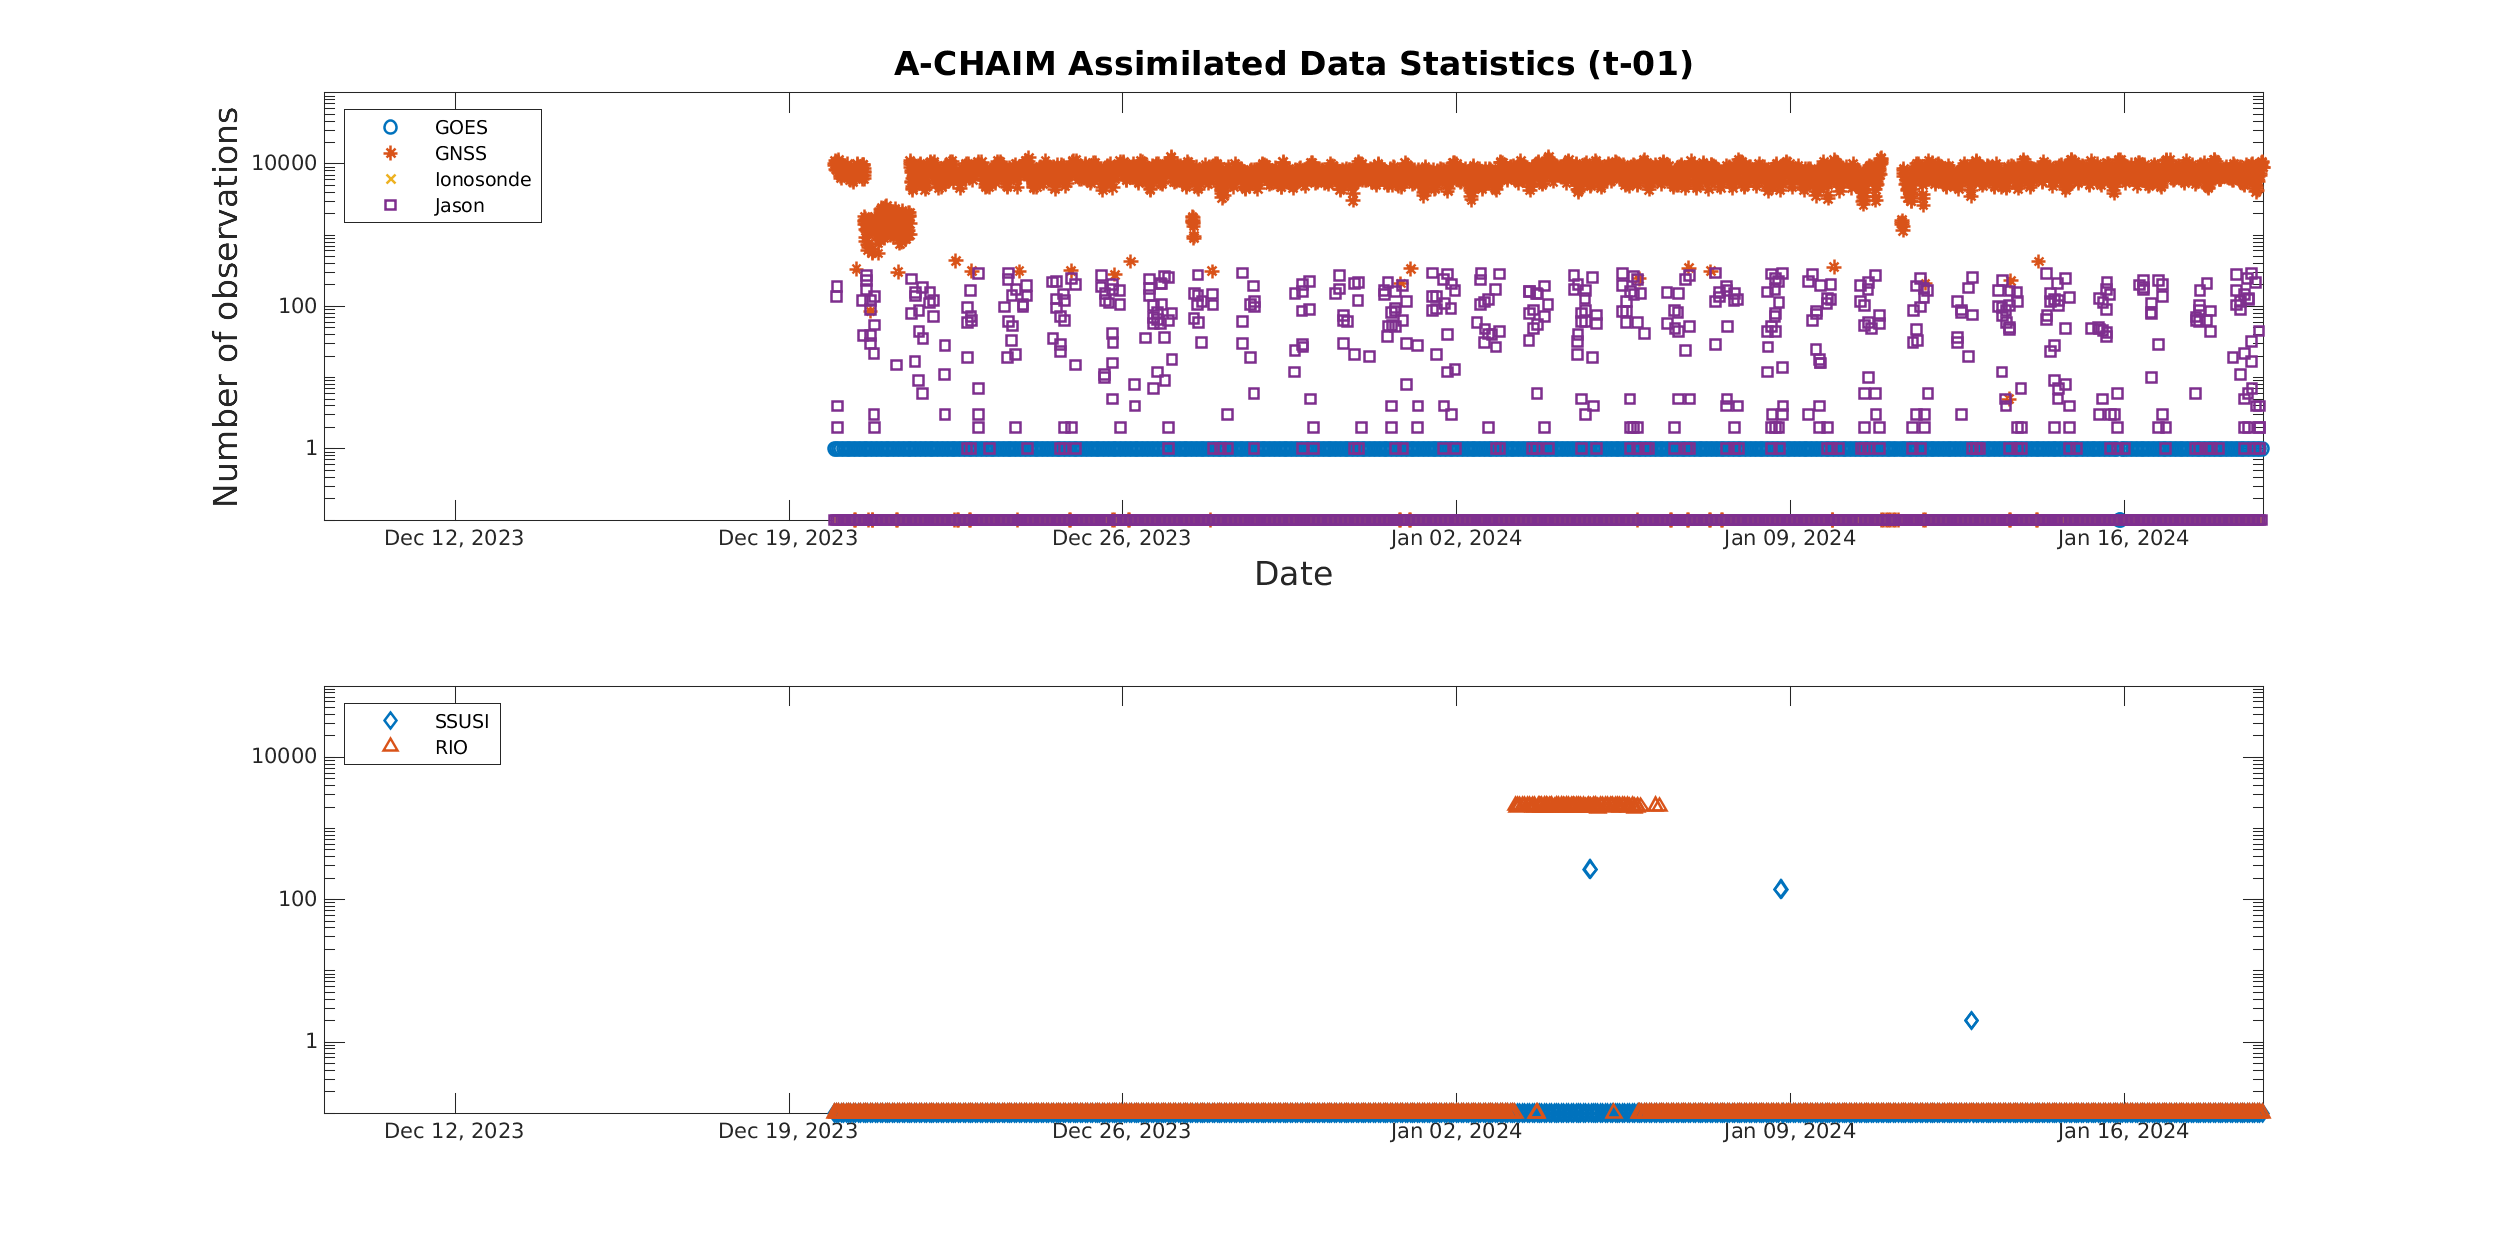 A-CHAIM Assimilated Data Statistics (t-01)
Number of observations
10000
100
1
GOES
GNSS
Ionosonde
Jason
Dec 12, 2023
Dec 19, 2023
Dec 26, 2023
Jan 02, 2024
Jan 09, 2024
Jan 16, 2024
Date
10000
100
1
SSUSI
RIO
Dec 12, 2023
Dec 19, 2023
Dec 26, 2023
Jan 02, 2024
Jan 09, 2024
Jan 16, 2024